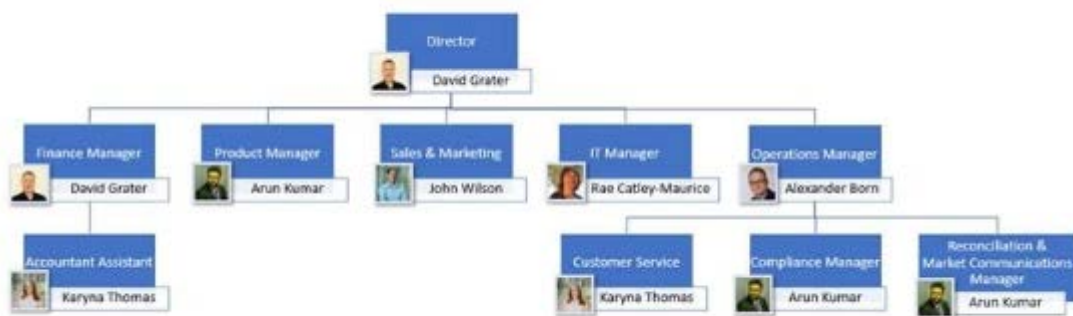 Director
David Grater
Finance Manager
David Grater
Product Manager
Arun Kumar
Sales & Marketing
John Wilson
IT Manager
Rae Catley-Maurice
Operations Manager
Alexander Born
Accountant Assistant
Karyna Thomas
Customer Service
Karyna Thomas
Compliance Manager
Arun Kumar
Reconciliation &
Market Communications
Manager
Arun Kumar